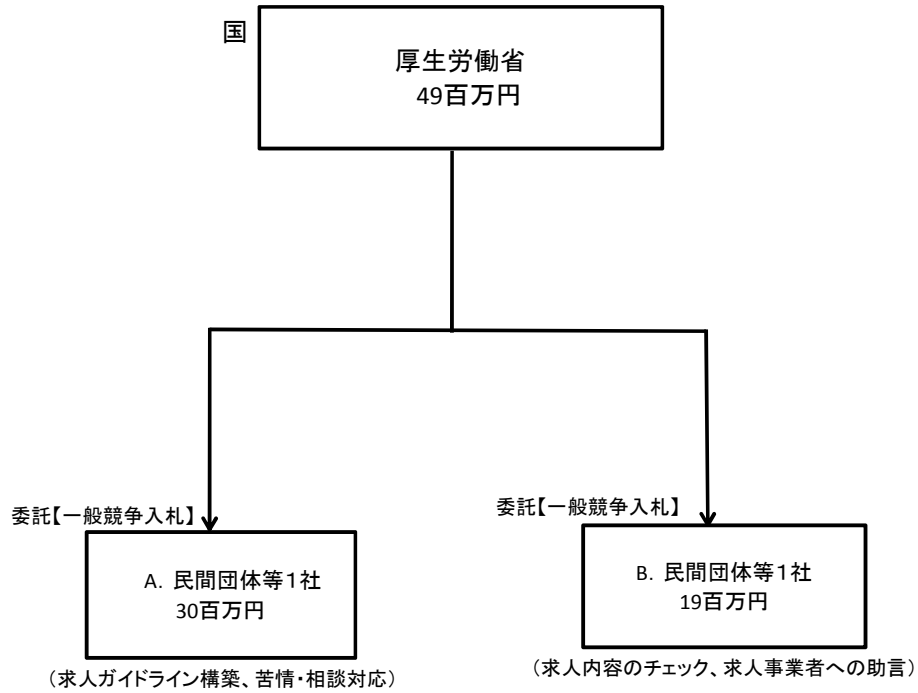 国
厚生労働省
49百万円
委託【一般競争入札】
A. 民間団体等1社
30百万円
（求人ガイドライン構築、苦情・相談対応）
委託【一般競争入札】
B. 民間団体等1社
19百万円
（求人内容のチェック、求人事業者への助言）